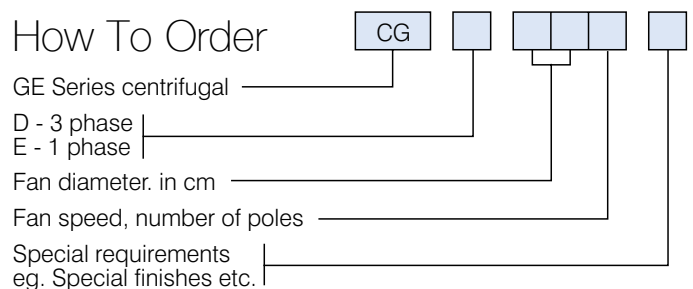 How To Order
CG
GE Series centrifugal
D - 3 phase
E - 1 phase
Fan diameter. in cm
Fan speed, number of poles
Special requirements
eg. Special finishes etc.